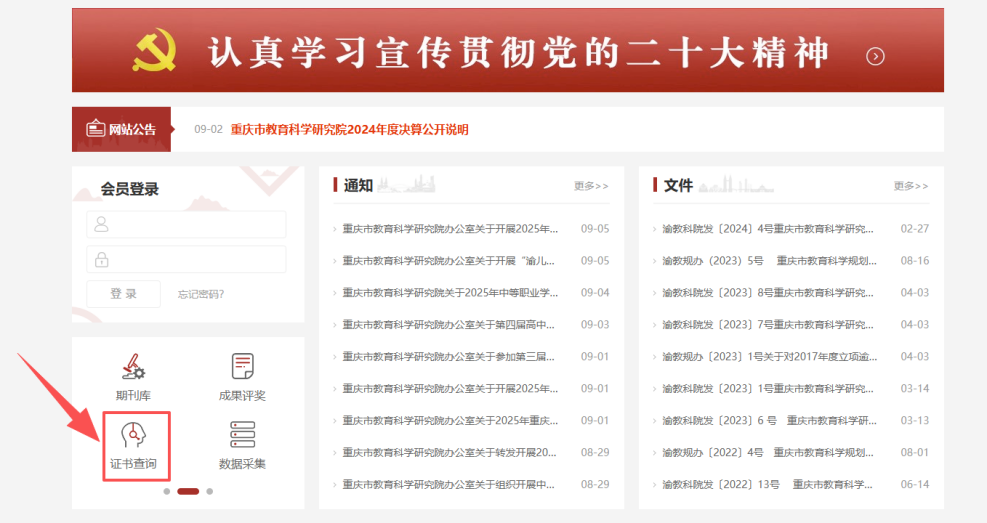 认真学习宣传贯彻党的二十大精神
网站公告
09-02 重庆市教育科学研究院2024年度决算公开说明
会员登录
登 录
忘记密码?
期刊库
成果评奖
证书查询
数据采集
通知
更多>>
重庆市教育科学研究院办公室关于开展2025年... 09-05
重庆市教育科学研究院办公室关于开展“渝儿... 09-05
重庆市教育科学研究院关于2025年中等职业学... 09-04
重庆市教育科学研究院办公室关于第四届高中... 09-03
重庆市教育科学研究院办公室关于参加第三届... 09-01
重庆市教育科学研究院办公室关于开展2025年... 09-01
重庆市教育科学研究院办公室关于2025年重庆... 09-01
重庆市教育科学研究院办公室关于转发开展20... 08-29
重庆市教育科学研究院办公室关于组织开展中... 08-29
文件
更多>>
渝教科院发〔2024〕4号重庆市教育科学研究... 02-27
渝教规办（2023）5号 重庆市教育科学规划... 08-16
渝教科院发〔2023〕8号重庆市教育科学研究... 04-03
渝教科院发〔2023〕7号重庆市教育科学研究... 04-03
渝教规办〔2023〕1号关于对2017年度立项逾... 04-03
渝教科院发〔2023〕1号重庆市教育科学研究... 03-14
渝教科院发〔2023〕6 号 重庆市教育科学研... 03-13
渝教规办〔2022〕4号 重庆市教育科学规划... 08-01
渝教科院发〔2022〕13号 重庆市教育科学... 06-14